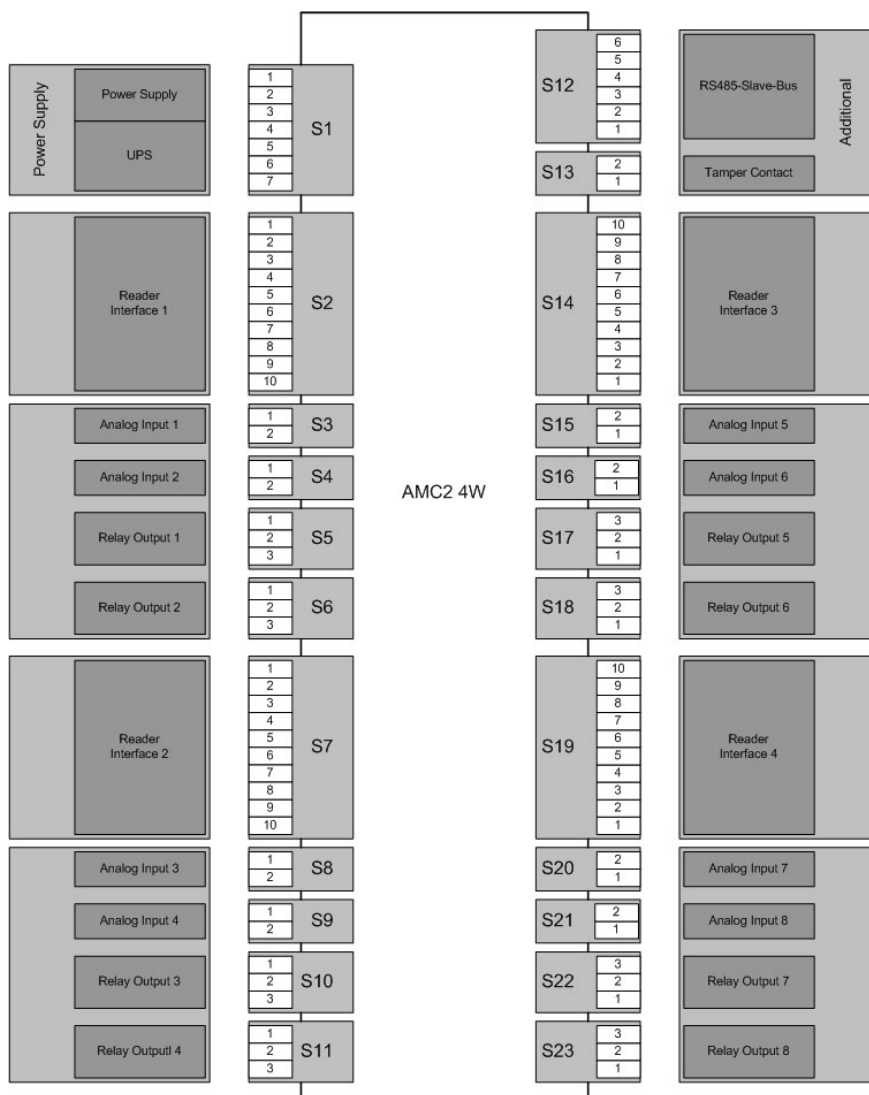 Power Supply
Power Supply
UPS
1
2
3
4
5
6
7
S1
Reader
Interface 1
1
2
3
4
5
6
7
8
9
10
S2
Analog Input 1
1
2
S3
Analog Input 2
1
2
S4
Relay Output 1
1
2
3
S5
Relay Output 2
1
2
3
S6
Reader
Interface 2
1
2
3
4
5
6
7
8
9
10
S7
Analog Input 3
1
2
S8
Analog Input 4
1
2
S9
Relay Output 3
1
2
3
S10
Relay Outputl 4
1
2
3
S11
AMC2 4W
S12
6
5
4
3
2
1
RS485-Slave-Bus
Additional
S13
2
1
Tamper Contact
S14
10
9
8
7
6
5
4
3
2
1
Reader
Interface 3
S15
2
1
Analog Input 5
S16
2
1
Analog Input 6
S17
3
2
1
Relay Output 5
S18
3
2
1
Relay Output 6
S19
10
9
8
7
6
5
4
3
2
1
Reader
Interface 4
S20
2
1
Analog Input 7
S21
2
1
Analog Input 8
S22
3
2
1
Relay Output 7
S23
3
2
1
Relay Output 8